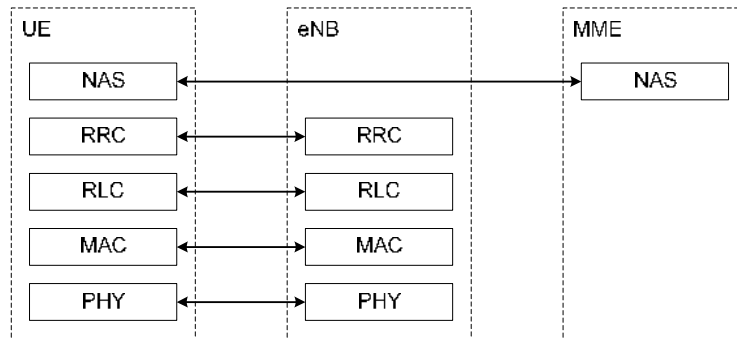 UE eNB MME
NAS NAS
RRC RRC
RLC RLC
MAC MAC
PHY PHY